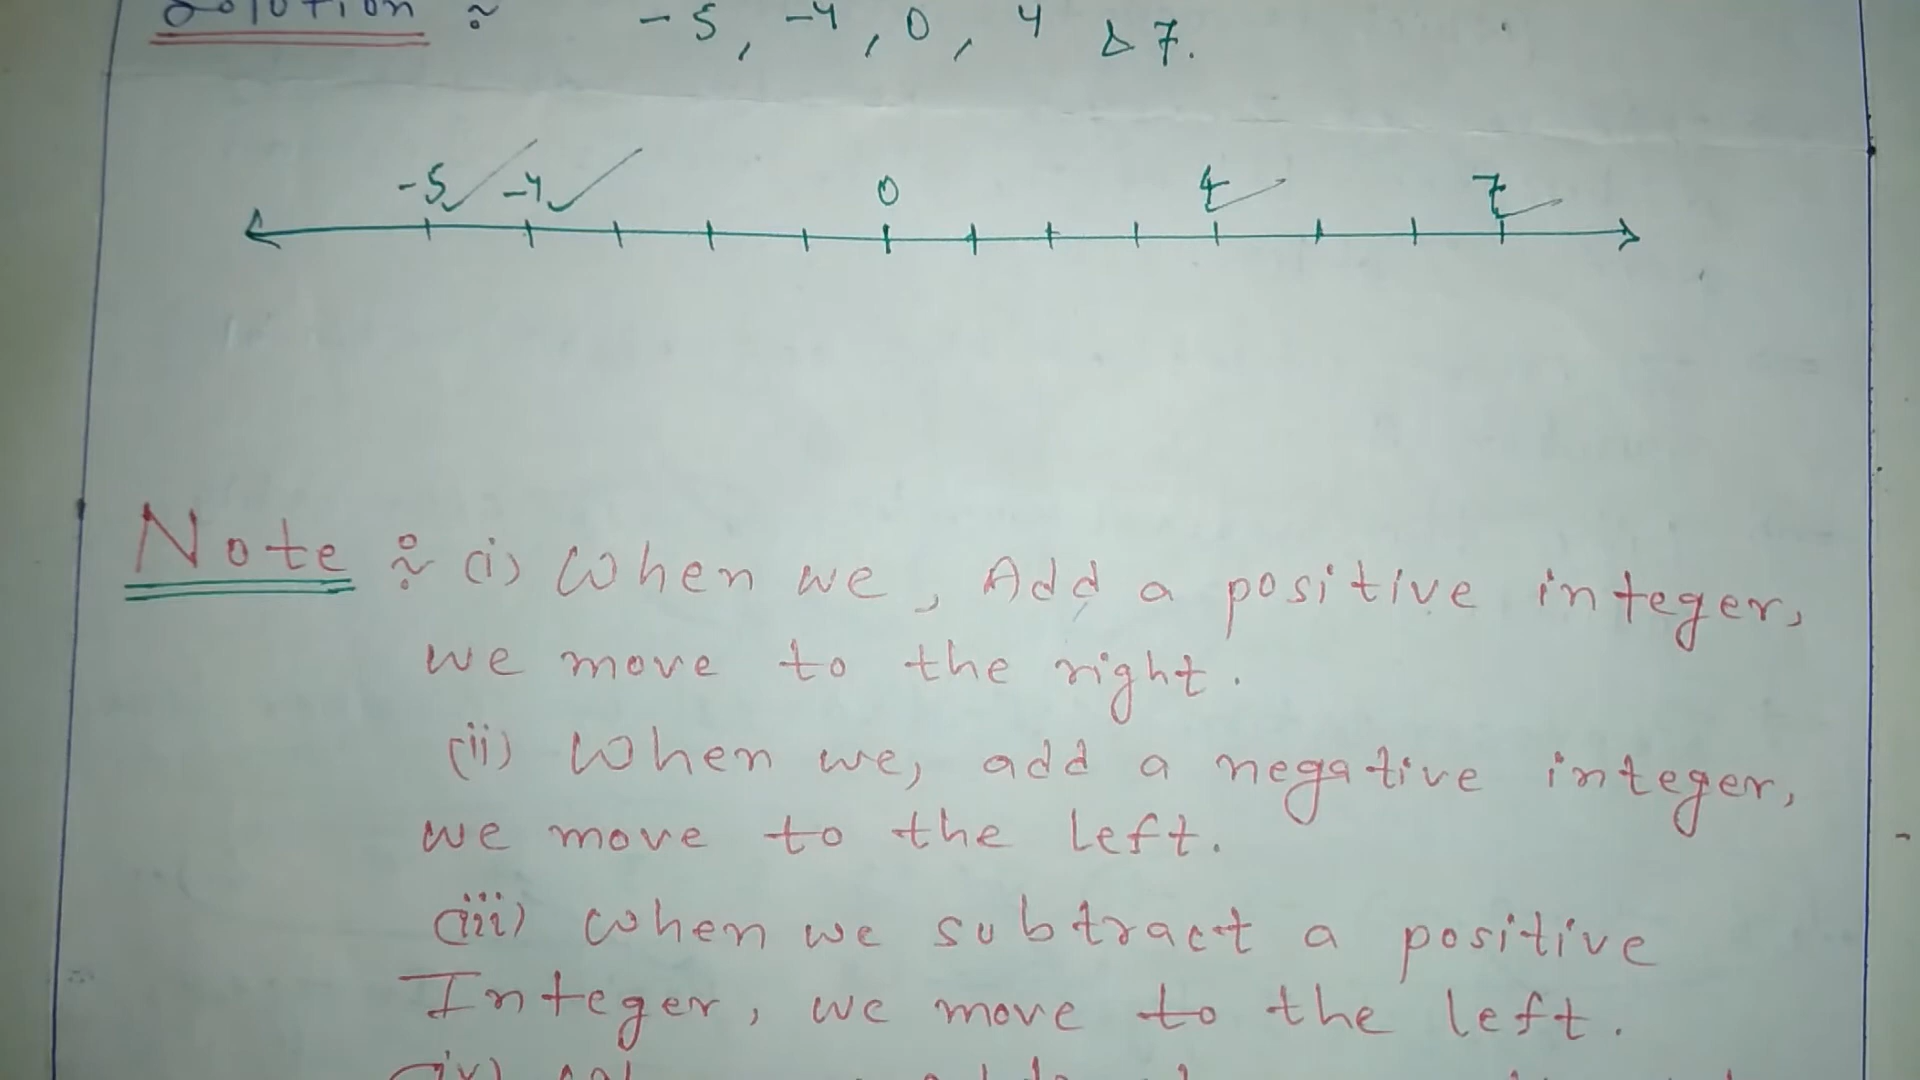 Solution :
-5, -4, 0, 4 & 7.
-5 -4 0 4 7
Note : (i) When we, Add a positive integer,
we move to the right.
(ii) When we, add a negative integer,
we move to the left.
(iii) When we subtract a positive
Integer, we move to the left.
(iv)